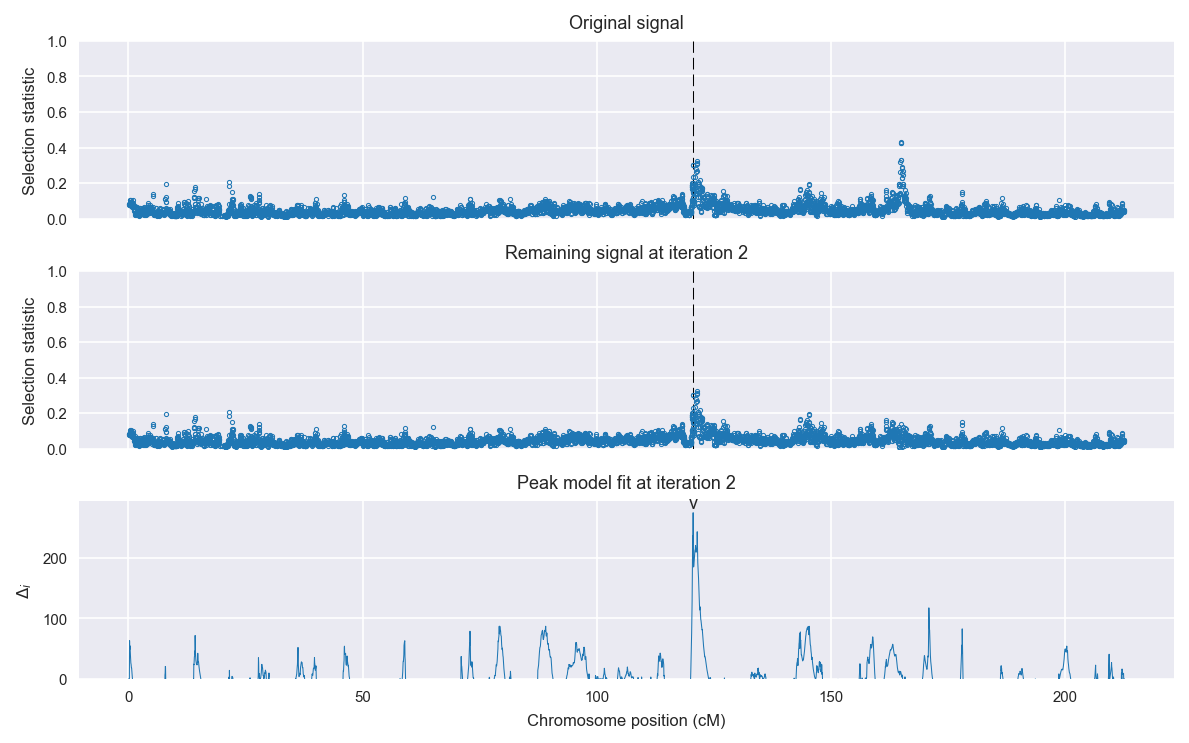 Original signal
1.0
0.8
0.6
0.4
0.2
0.0
Selection statistic
Remaining signal at iteration 2
1.0
0.8
0.6
0.4
0.2
0.0
Selection statistic
Peak model fit at iteration 2
v
200
100
0
Δi
0 50 100 150 200
Chromosome position (cM)